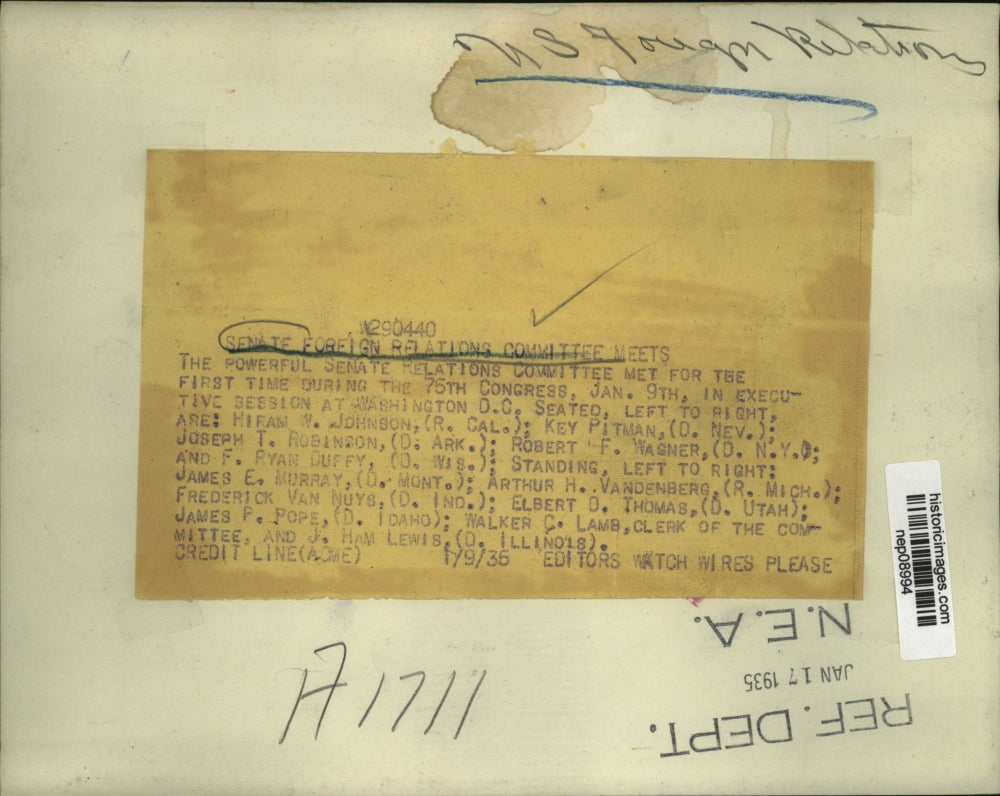 US Foreign Relations
W290440
SENATE FOREIGN RELATIONS COMMITTEE MEETS
THE POWERFUL SENATE RELATIONS COMMITTEE MET FOR THE
FIRST TIME DURING THE 75TH CONGRESS, JAN. 9TH, IN EXECU-
TIVE SESSION AT WASHINGTON D.C. SEATED, LEFT TO RIGHT,
ARE: HIRAM W. JOHNSON,(R. CAL.); KEY PITMAN,(D. NEV.);
JOSEPH T. ROBINSON,(D. ARK.); ROBERT F. WAGNER,(D. N.Y.);
AND F. RYAN DUFFY, (D. WIS.); STANDING, LEFT TO RIGHT;
JAMES E. MURRAY,(D. MONT.); ARTHUR H. VANDENBERG,(R. MICH.);
FREDERICK VAN NUYS,(D. IND.); ELBERT D. THOMAS,(D. UTAH);
JAMES P. POPE,(D. IDAHO); WALKER C. LAMB,CLERK OF THE COM-
MITTEE, AND J. HAM LEWIS,(D. ILLINOIS).
CREDIT LINE(ACME) 1/9/35 EDITORS WATCH WIRES PLEASE
historicimages.com
nep08994
N.E.A.
JAN 17 1935
REF. DEPT.
A1711